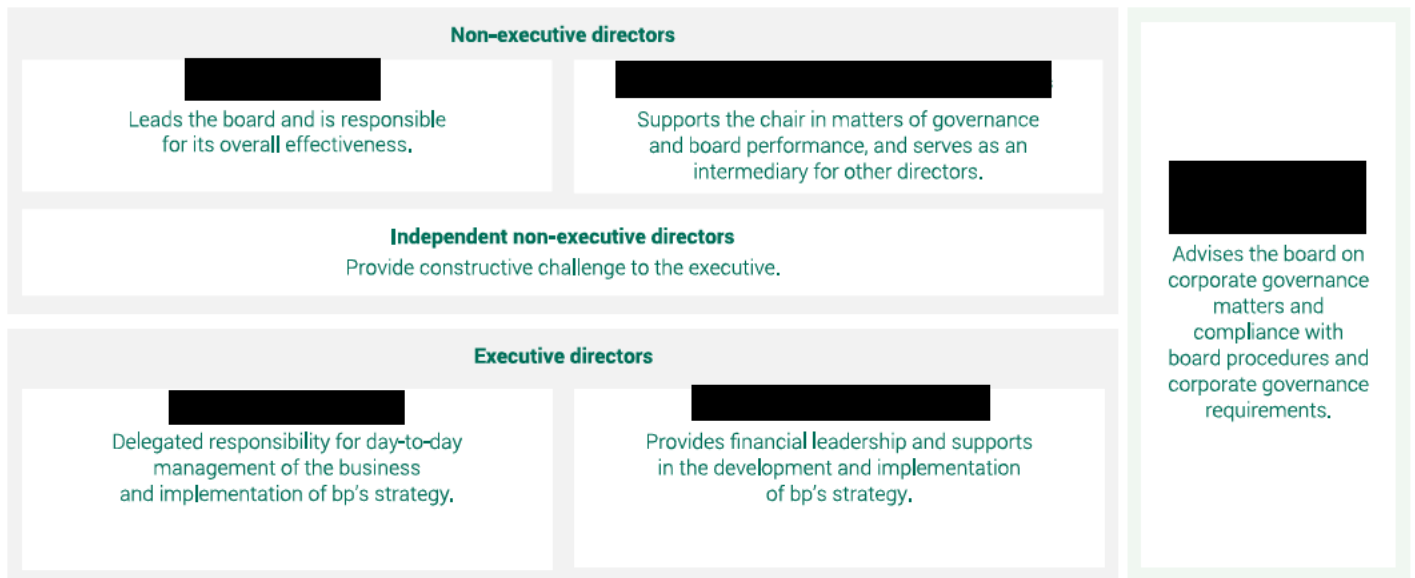 Non-executive directors
Leads the board and is responsible
for its overall effectiveness.
Supports the chair in matters of governance
and board performance, and serves as an
intermediary for other directors.
Independent non-executive directors
Provide constructive challenge to the executive.
Executive directors
Delegated responsibility for day-to-day
management of the business
and implementation of bp's strategy.
Provides financial leadership and supports
in the development and implementation
of bp's strategy.
Advises the board on
corporate governance
matters and
compliance with
board procedures and
corporate governance
requirements.